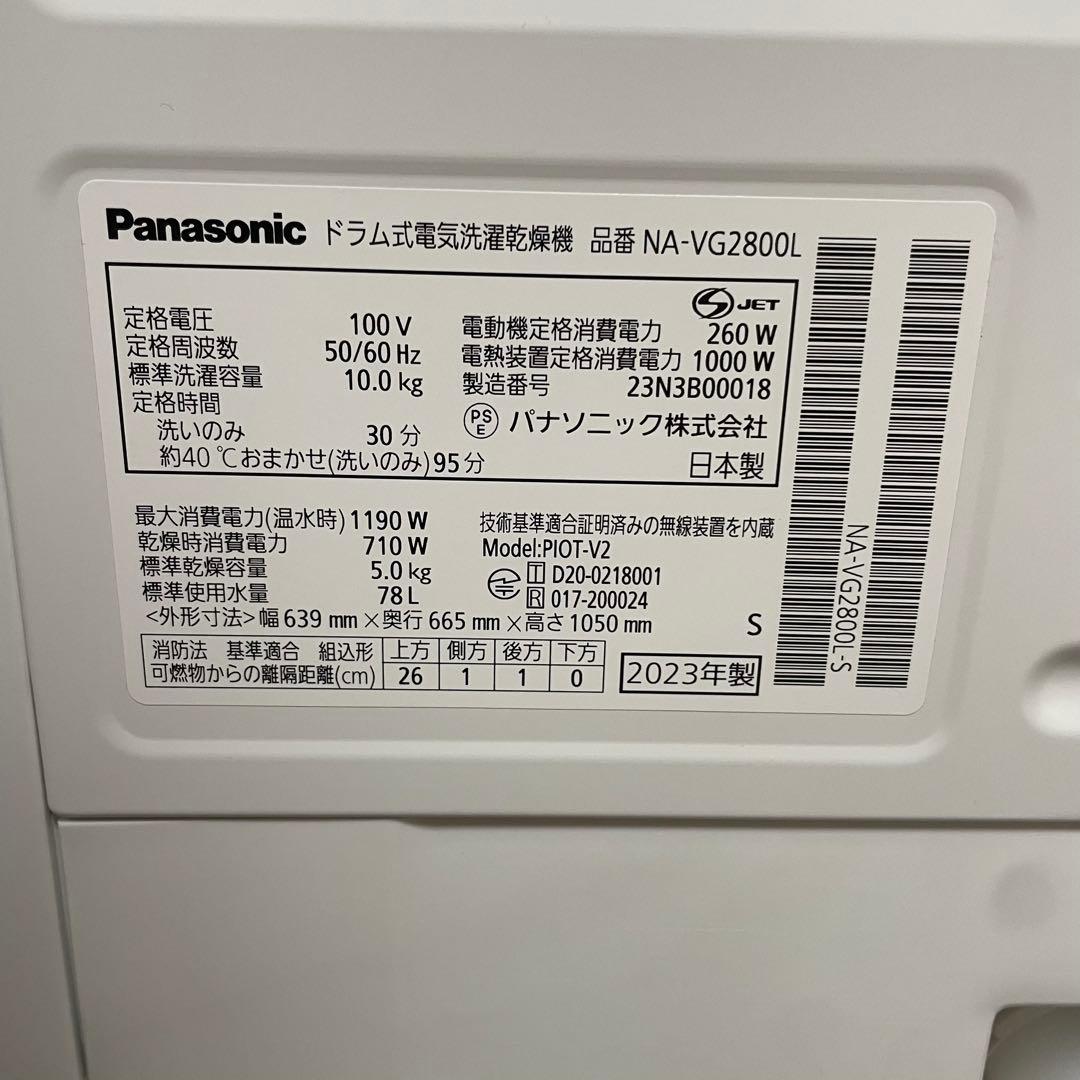 Panasonic ドラム式電気洗濯乾燥機 品番 NA-VG2800L
JET
定格電圧 100 V
定格周波数 50/60 Hz
標準洗濯容量 10.0 kg
定格時間
洗いのみ 30 分
約40 ℃おまかせ(洗いのみ) 95 分
電動機定格消費電力 260 W
電熱装置定格消費電力 1000 W
製造番号 23N3B00018
PSE パナソニック株式会社
日本製
最大消費電力(温水時) 1190 W
乾燥時消費電力 710 W
標準乾燥容量 5.0 kg
標準使用水量 78 L
<外形寸法> 幅 639 mm × 奥行 665 mm × 高さ 1050 mm
技術基準適合証明済みの無線装置を内蔵
Model:PIOT-V2
T D20-0218001
R 017-200024
S
消防法 基準適合 組込形 上方 側方 後方 下方
可燃物からの離隔距離(cm) 26 1 1 0
2023年製
NA-VG2800L-S